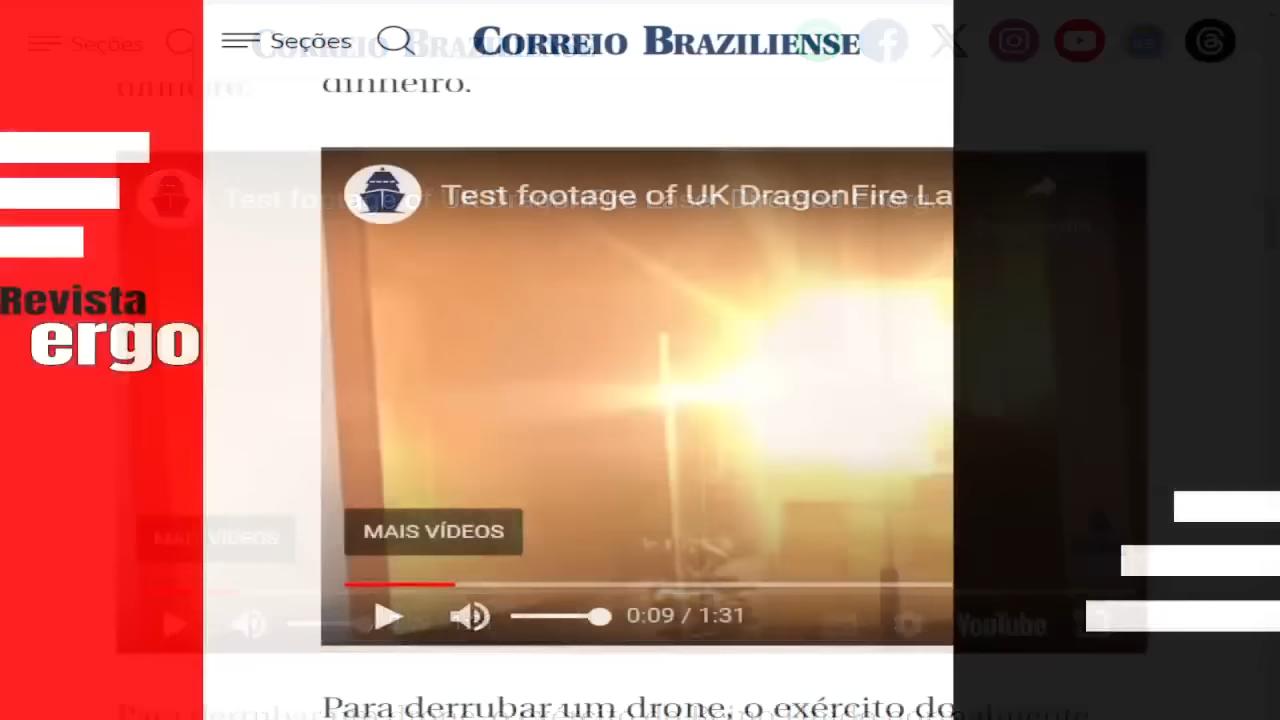 Seções CORREIO BRAZILIENSE
dinheiro.
Test footage of UK DragonFire La
Revista
ergo
MAIS VÍDEOS
0:09 / 1:31
YouTube
Para derrubar um drone, o exército do